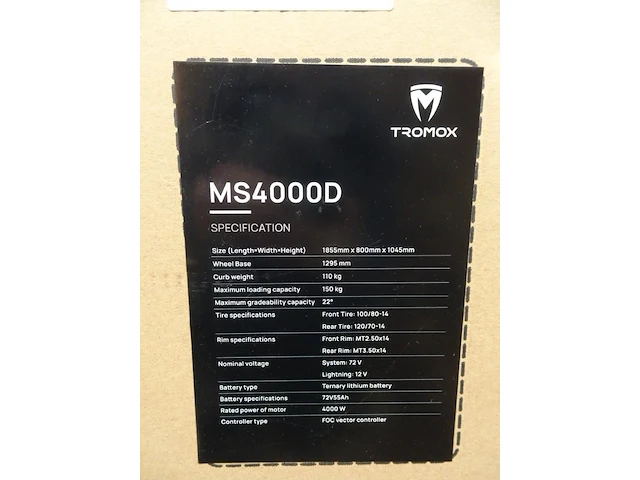 TROMOX
MS4000D
SPECIFICATION
Size (Length*Width*Height) 1855mm x 800mm x 1045mm
Wheel Base 1295 mm
Curb weight 110 kg
Maximum loading capacity 150 kg
Maximum gradeability capacity 22°
Tire specifications Front Tire: 100/80-14
Rear Tire: 120/70-14
Rim specifications Front Rim: MT2.50x14
Rear Rim: MT3.50x14
Nominal voltage System: 72 V
Lightning: 12 V
Battery type Ternary lithium battery
Battery specifications 72V55Ah
Rated power of motor 4000 W
Controller type FOC vector controller